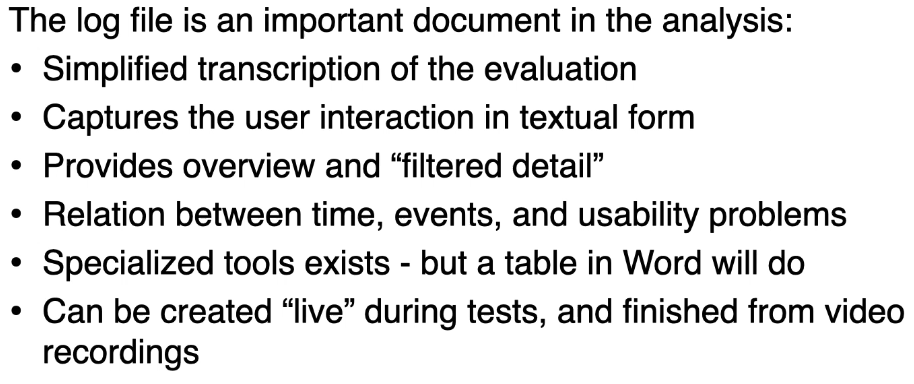 The log file is an important document in the analysis:
• Simplified transcription of the evaluation
• Captures the user interaction in textual form
• Provides overview and “filtered detail”
• Relation between time, events, and usability problems
• Specialized tools exists - but a table in Word will do
• Can be created “live” during tests, and finished from video
recordings